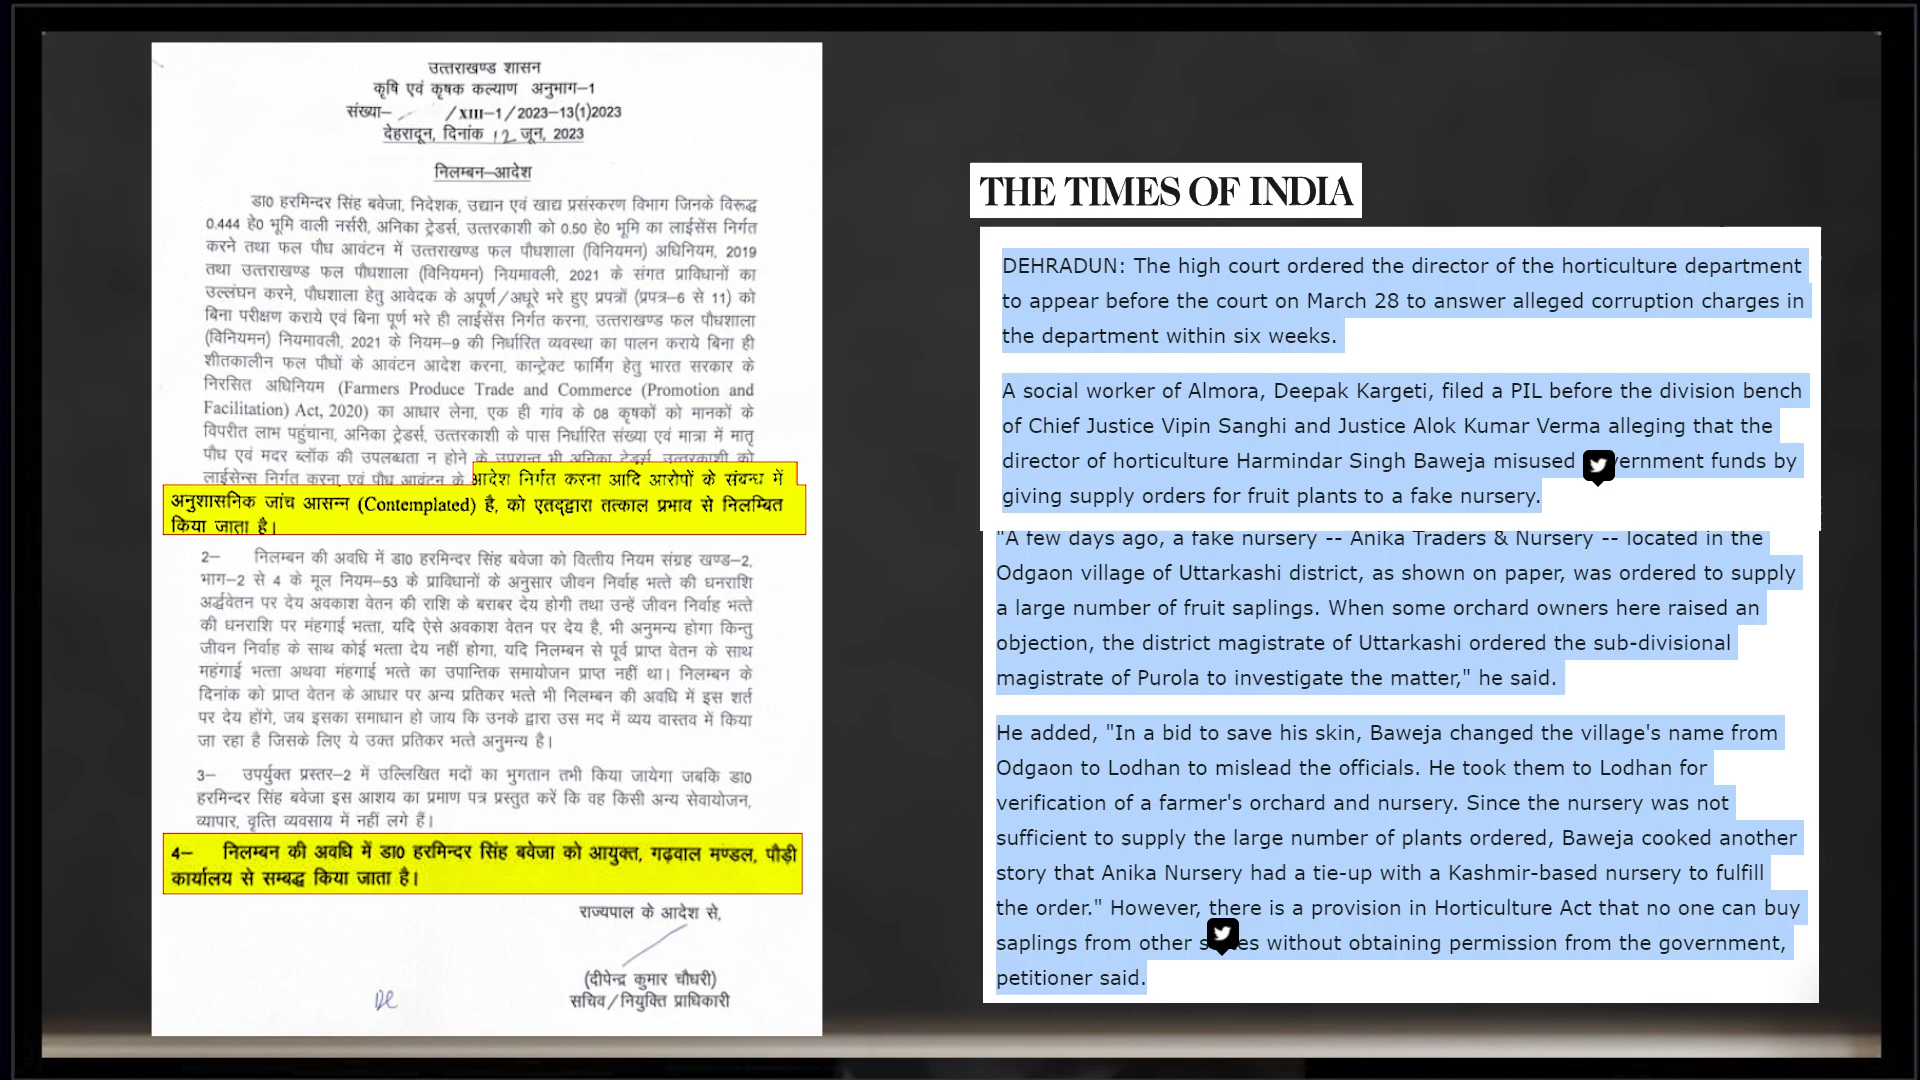 उत्तराखण्ड शासन
कृषि एवं कृषक कल्याण अनुभाग–1
संख्या– /XIII–1/2023–13(1)2023
देहरादून, दिनांक 12 जून, 2023
निलम्बन–आदेश
डा0 हरमिन्दर सिंह बवेजा, निदेशक, उद्यान एवं खाद्य प्रसंस्करण विभाग जिनके विरूद्ध
0.444 हे0 भूमि वाली नर्सरी, अनिका ट्रेडर्स, उत्तरकाशी को 0.50 हे0 भूमि का लाईसेंस निर्गत
करने तथा फल पौध आवंटन में उत्तराखण्ड फल पौधशाला (विनियमन) अधिनियम, 2019
तथा उत्तराखण्ड फल पौधशाला (विनियमन) नियमावली, 2021 के संगत प्राविधानों का
उल्लंघन करने, पौधशाला हेतु आवेदक के अपूर्ण/अधूरे भरे हुए प्रपत्रों (प्रपत्र–6 से 11) को
बिना परीक्षण कराये एवं बिना पूर्ण भरे ही लाईसेंस निर्गत करना, उत्तराखण्ड फल पौधशाला
(विनियमन) नियमावली, 2021 के नियम–9 की निर्धारित व्यवस्था का पालन कराये बिना ही
शीतकालीन फल पौधों के आवंटन आदेश करना, कान्ट्रेक्ट फार्मिंग हेतु भारत सरकार के
निरसित अधिनियम (Farmers Produce Trade and Commerce (Promotion and
Facilitation) Act, 2020) का आधार लेना, एक ही गांव के 08 कृषकों को मानकों के
विपरीत लाभ पहुंचाना, अनिका ट्रेडर्स, उत्तरकाशी के पास निर्धारित संख्या एवं मात्रा में मातृ
पौध एवं मदर ब्लॉक की उपलब्धता न होने के उपरान्त भी अनिका ट्रेडर्स, उत्तरकाशी को
लाईसेन्स निर्गत करना एवं पौध आवंटन के आदेश निर्गत करना आदि आरोपों के संबन्ध में
अनुशासनिक जांच आसन्न (Contemplated) है, को एतद्द्वारा तत्काल प्रभाव से निलम्बित
किया जाता है।
2– निलम्बन की अवधि में डा0 हरमिन्दर सिंह बवेजा को वित्तीय नियम संग्रह खण्ड–2,
भाग–2 से 4 के मूल नियम–53 के प्राविधानों के अनुसार जीवन निर्वाह भत्ते की धनराशि
अर्द्धवेतन पर देय अवकाश वेतन की राशि के बराबर देय होगी तथा उन्हें जीवन निर्वाह भत्ते
की धनराशि पर मंहगाई भत्ता, यदि ऐसे अवकाश वेतन पर देय है, भी अनुमन्य होगा किन्तु
जीवन निर्वाह के साथ कोई भत्ता देय नहीं होगा, यदि निलम्बन से पूर्व प्राप्त वेतन के साथ
महंगाई भत्ता अथवा मंहगाई भत्ते का उपान्तिक समायोजन प्राप्त नहीं था। निलम्बन के
दिनांक को प्राप्त वेतन के आधार पर अन्य प्रतिकर भत्ते भी निलम्बन की अवधि में इस शर्त
पर देय होंगे, जब इसका समाधान हो जाय कि उनके द्वारा उस मद में व्यय वास्तव में किया
जा रहा है जिसके लिए ये उक्त प्रतिकर भत्ते अनुमन्य है।
3– उपर्युक्त प्रस्तर–2 में उल्लिखित मदों का भुगतान तभी किया जायेगा जबकि डा0
हरमिन्दर सिंह बवेजा इस आशय का प्रमाण पत्र प्रस्तुत करें कि वह किसी अन्य सेवायोजन,
व्यापार, वृत्ति व्यवसाय में नहीं लगे हैं।
4– निलम्बन की अवधि में डा0 हरमिन्दर सिंह बवेजा को आयुक्त, गढ़वाल मण्डल, पौड़ी
कार्यालय से सम्बद्ध किया जाता है।
राज्यपाल के आदेश से,
(दीपेन्द्र कुमार चौधरी)
सचिव/नियुक्ति प्राधिकारी
THE TIMES OF INDIA
DEHRADUN: The high court ordered the director of the horticulture department
to appear before the court on March 28 to answer alleged corruption charges in
the department within six weeks.
A social worker of Almora, Deepak Kargeti, filed a PIL before the division bench
of Chief Justice Vipin Sanghi and Justice Alok Kumar Verma alleging that the
director of horticulture Harmindar Singh Baweja misused vernment funds by
giving supply orders for fruit plants to a fake nursery.
"A few days ago, a fake nursery -- Anika Traders & Nursery -- located in the
Odgaon village of Uttarkashi district, as shown on paper, was ordered to supply
a large number of fruit saplings. When some orchard owners here raised an
objection, the district magistrate of Uttarkashi ordered the sub-divisional
magistrate of Purola to investigate the matter," he said.
He added, "In a bid to save his skin, Baweja changed the village's name from
Odgaon to Lodhan to mislead the officials. He took them to Lodhan for
verification of a farmer's orchard and nursery. Since the nursery was not
sufficient to supply the large number of plants ordered, Baweja cooked another
story that Anika Nursery had a tie-up with a Kashmir-based nursery to fulfill
the order." However, there is a provision in Horticulture Act that no one can buy
saplings from other s es without obtaining permission from the government,
petitioner said.